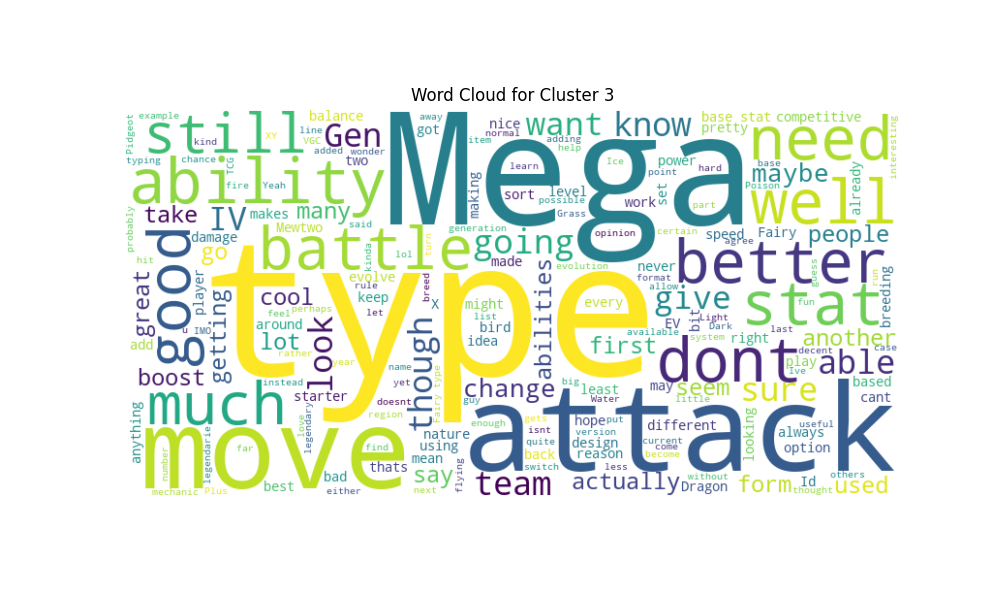 Word Cloud for Cluster 3
Pidgeot
example
still
balance
Gen
away
got
nice
normal
item
want
know
adding
help
base stat
competitive
pretty
need
interesting
typing
kind
line
VGC
XY
added
wonder
two
chance
TCG
fire
Yeah
ability
Mega
making
learn
sort
level
possible
Ice
Grass
power
point
set
hard
base
Poison
maybe
already
well
take
IV
makes
many
said
Mewtwo
work
part
probably
damage
go
battle
lol
kinda
turn
generation
going
opinion
certain
speed
agree
Fairy
people
good
hit
player
evolve
rule
made
evolution
never
format
allow
better
guess
run
breeding
great
getting
cool
feel
perhaps
keep
let
breed
X
type
might
list
bird
idea
abilities
every
give
EV
bit
Light
Dark
fun
stat
last
add
u
IMO
around
lot
rather
year
look
though
name
yet
first
available
system
right
another
decent
case
boost
instead
starter
doesnt
Fairy type
guy
change
big
least
Water
dont
may
seem
little
sure
play
Ive
able
based
cant
anything
much
love
legendary
region
enough
gets
isnt
quite
back
switch
hope
put
version
design
reason
less
different
current
come
become
looking
useful
always
option
others
number
move
legendarie
far
find
thats
nature
using
mean
attack
mechanic
Plus
best
bad
either
say
next
flying
team
actually
Dragon
without
form
thought
Id
used